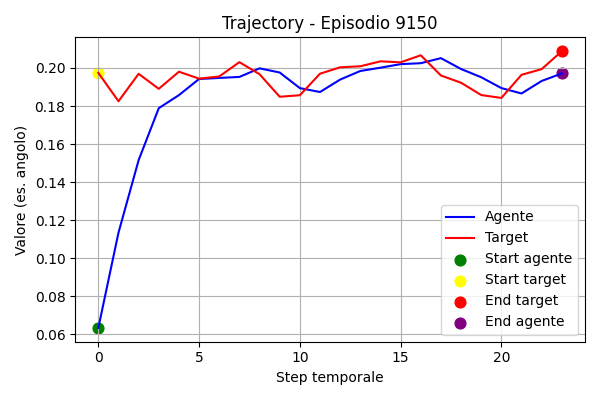 Trajectory - Episodio 9150
Valore (es. angolo)
0.20
0.18
0.16
0.14
0.12
0.10
0.08
0.06
Agente
Target
Start agente
Start target
End target
End agente
0 5 10 15 20
Step temporale